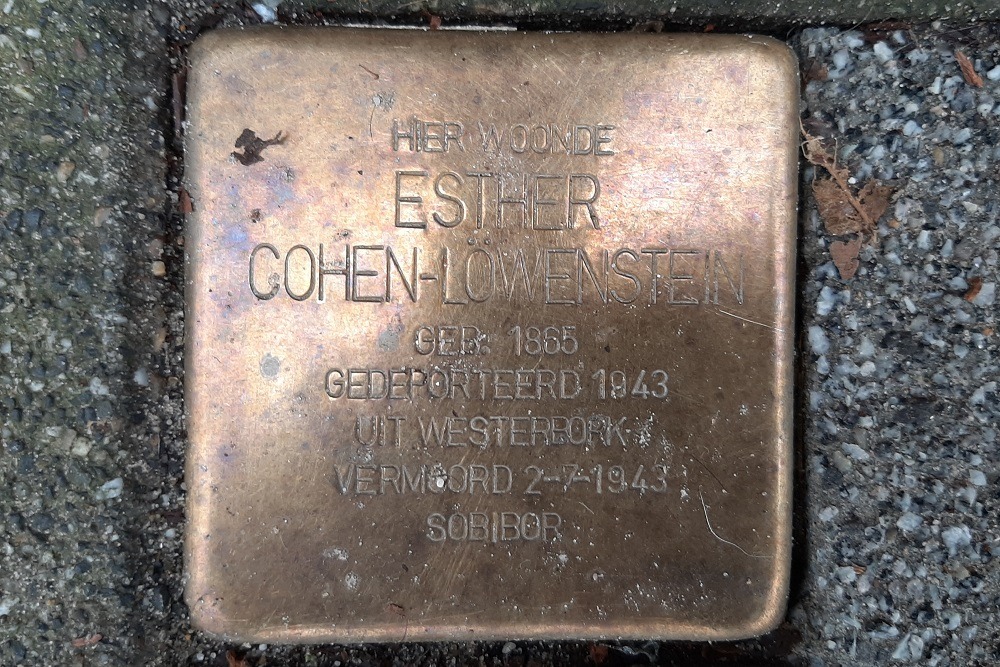 HIER WOONDE
ESTHER
COHEN-LÖWENSTEIN
GEB. 1865
GEDEPORTEERD 1943
UIT WESTERBORK
VERMOORD 2-7-1943
SOBIBOR